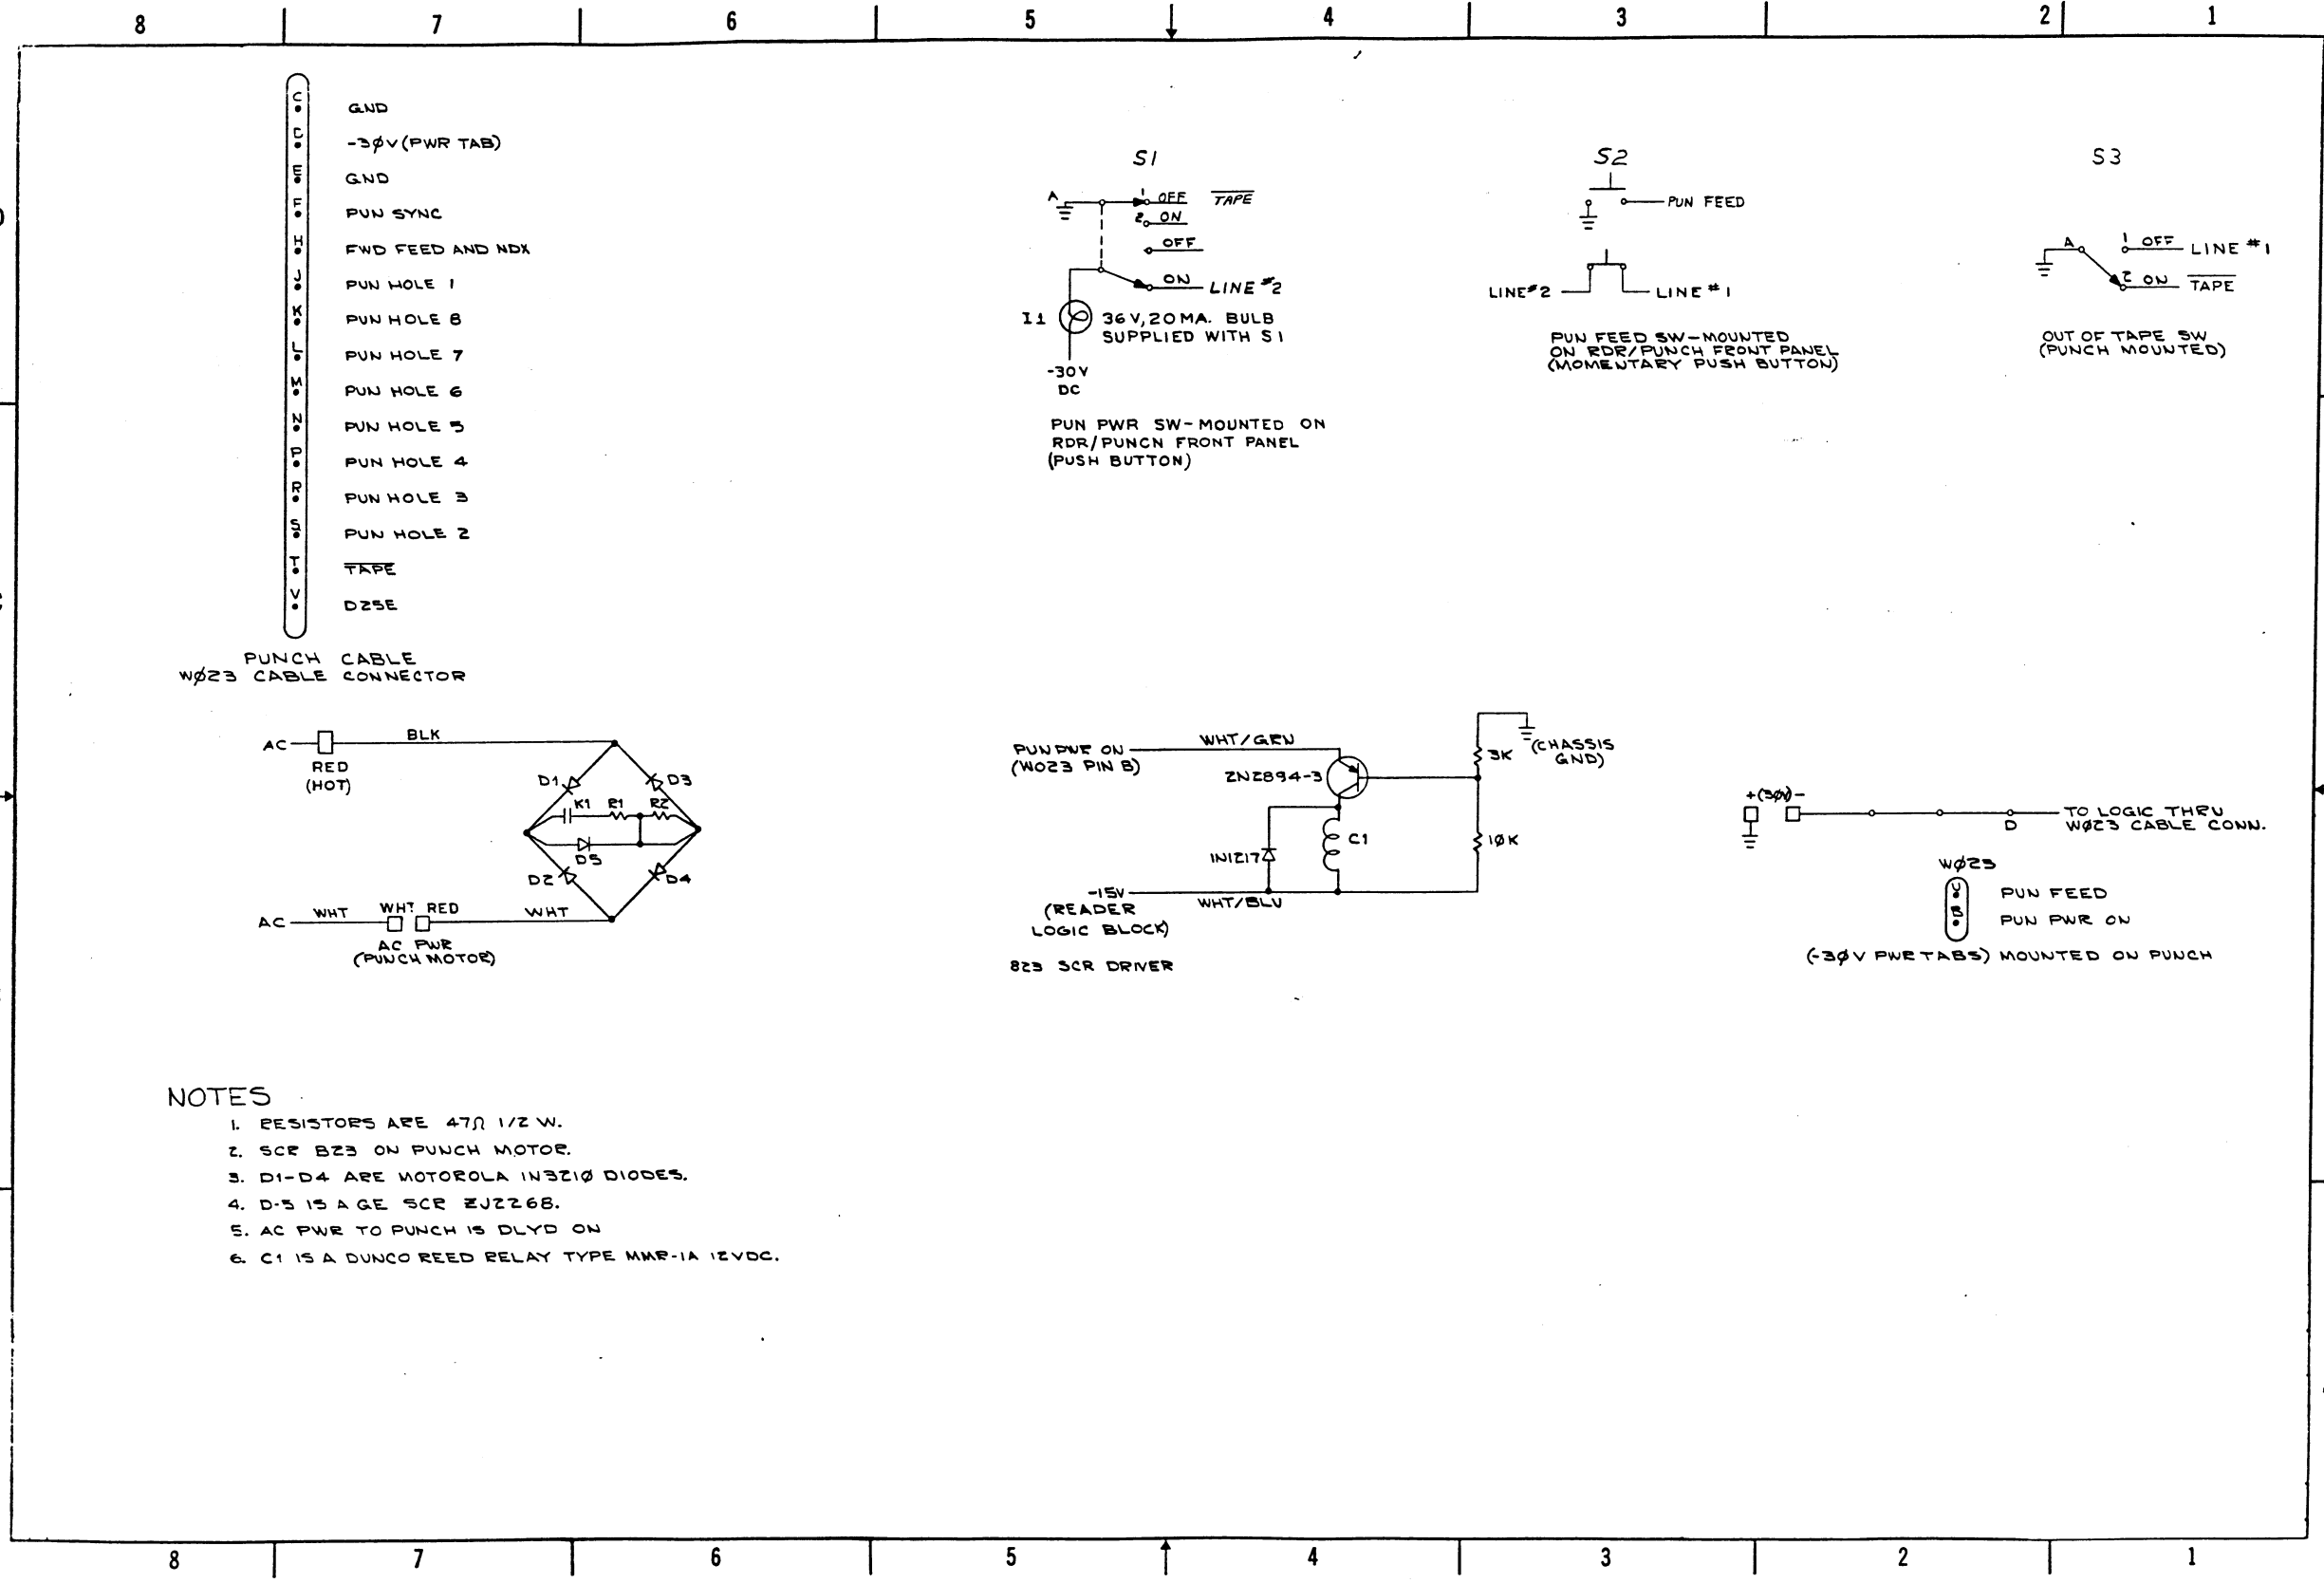 8 7 6 5 4 3 2 1
C GND
D -3ØV (PWR TAB)
E GND
F PUN SYNC
H FWD FEED AND NDX
J PUN HOLE 1
K PUN HOLE 8
L PUN HOLE 7
M PUN HOLE 6
N PUN HOLE 5
P PUN HOLE 4
R PUN HOLE 3
S PUN HOLE 2
T TAPE
V D25E
PUNCH CABLE
WØ23 CABLE CONNECTOR
S1
A 1 OFF TAPE
2 ON
OFF
ON LINE #2
I1 36V, 20MA. BULB
SUPPLIED WITH S1
-30V
DC
PUN PWR SW-MOUNTED ON
RDR/PUNCN FRONT PANEL
(PUSH BUTTON)
S2
PUN FEED
LINE#2 LINE #1
PUN FEED SW-MOUNTED
ON RDR/PUNCH FRONT PANEL
(MOMENTARY PUSH BUTTON)
S3
A 1 OFF LINE #1
2 ON TAPE
OUT OF TAPE SW
(PUNCH MOUNTED)
AC BLK
RED
(HOT)
D1 D3
K1 R1 R2
D5
D2 D4
AC WHT WHT RED WHT
AC PWR
(PUNCH MOTOR)
PUN PWR ON WHT/GRN
(W023 PIN B)
2N2894-3
3K (CHASSIS
GND)
C1
10K
IN1217
-15V
WHT/BLU
(READER
LOGIC BLOCK)
823 SCR DRIVER
+(3ØV)-
D TO LOGIC THRU
WØ23 CABLE CONN.
WØ23
U PUN FEED
B PUN PWR ON
(-3ØV PWR TABS) MOUNTED ON PUNCH
NOTES
1. RESISTORS ARE 47Ω 1/2 W.
2. SCR B23 ON PUNCH MOTOR.
3. D1-D4 ARE MOTOROLA IN321Ø DIODES.
4. D-5 IS A GE SCR ZJ226B.
5. AC PWR TO PUNCH IS DLYD ON
6. C1 IS A DUNCO REED RELAY TYPE MMR-1A 12VDC.
8 7 6 5 4 3 2 1